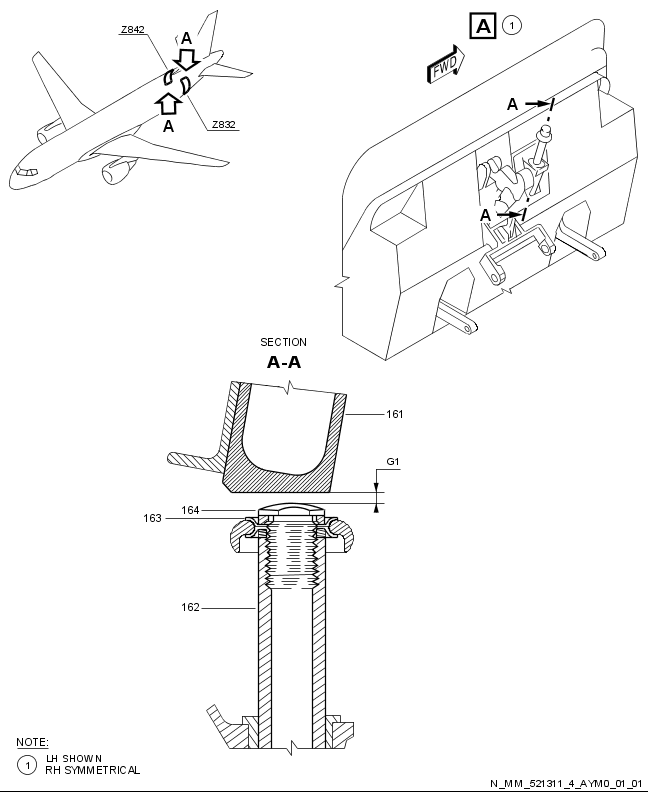 Z842
A
A
Z832
A 1
FWD
A
A
SECTION
A-A
161
G1
164
163
162
NOTE:
1 LH SHOWN
RH SYMMETRICAL
N_MM_521311_4_AYM0_01_01